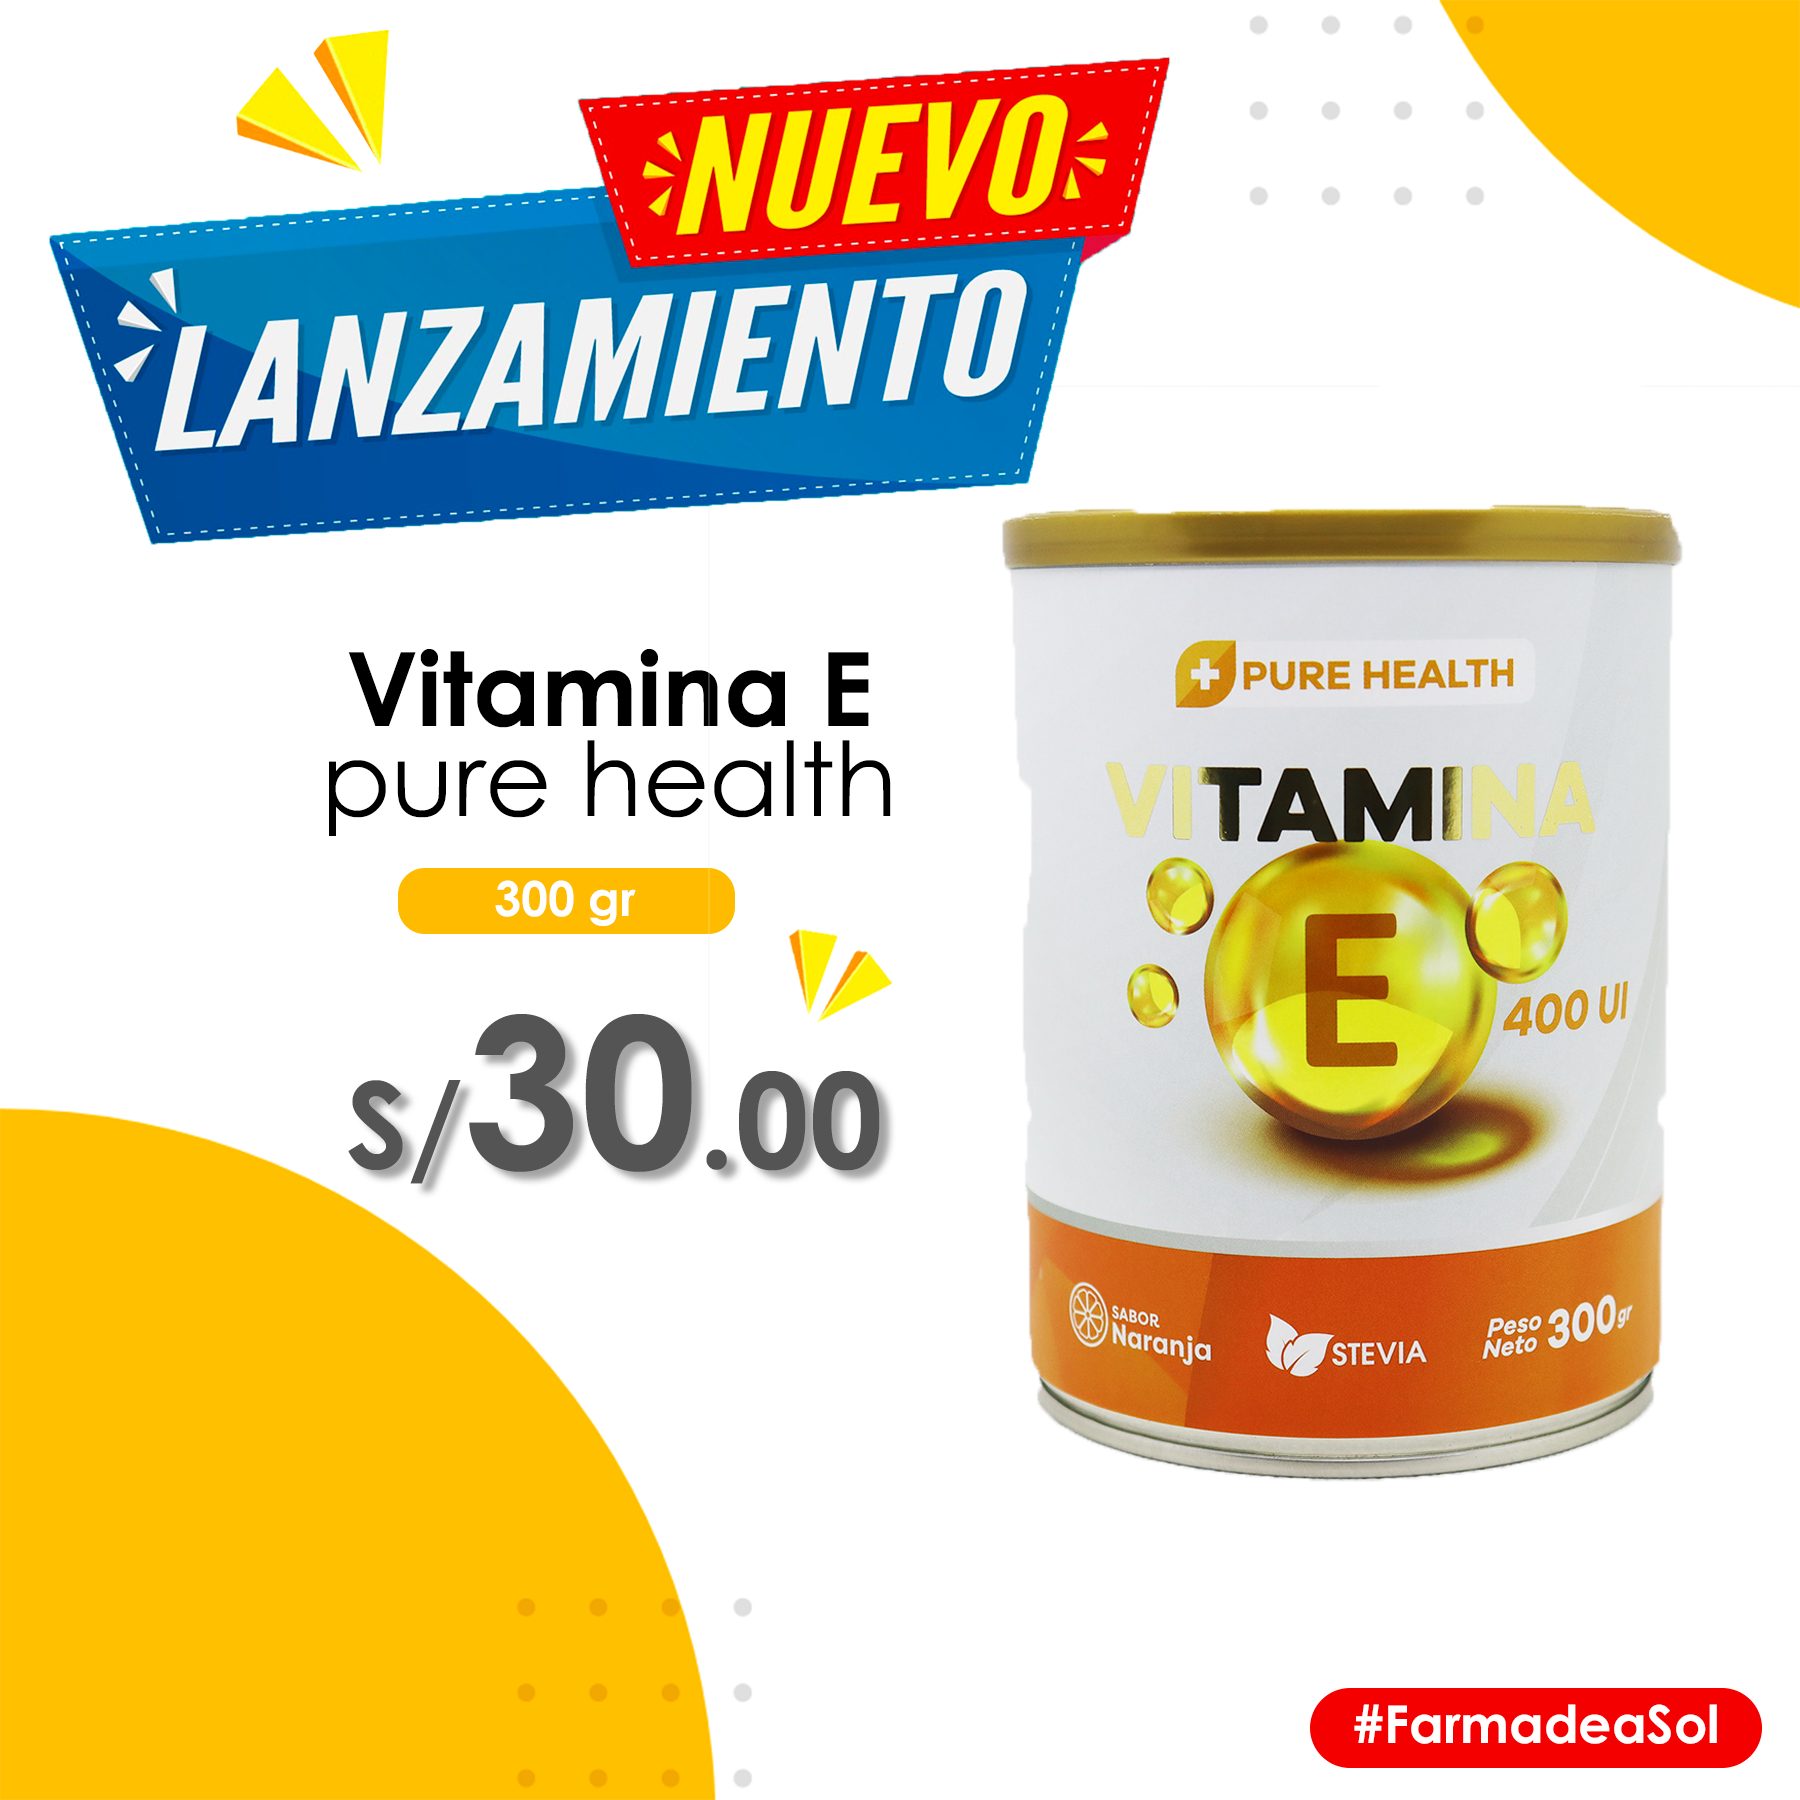 NUEVO
LANZAMIENTO
Vitamina E
pure health
300 gr
S/30.00
PURE HEALTH
VITAMINA
E
400 UI
SABOR
Naranja
STEVIA
Peso
Neto 300gr
#FarmadeaSol